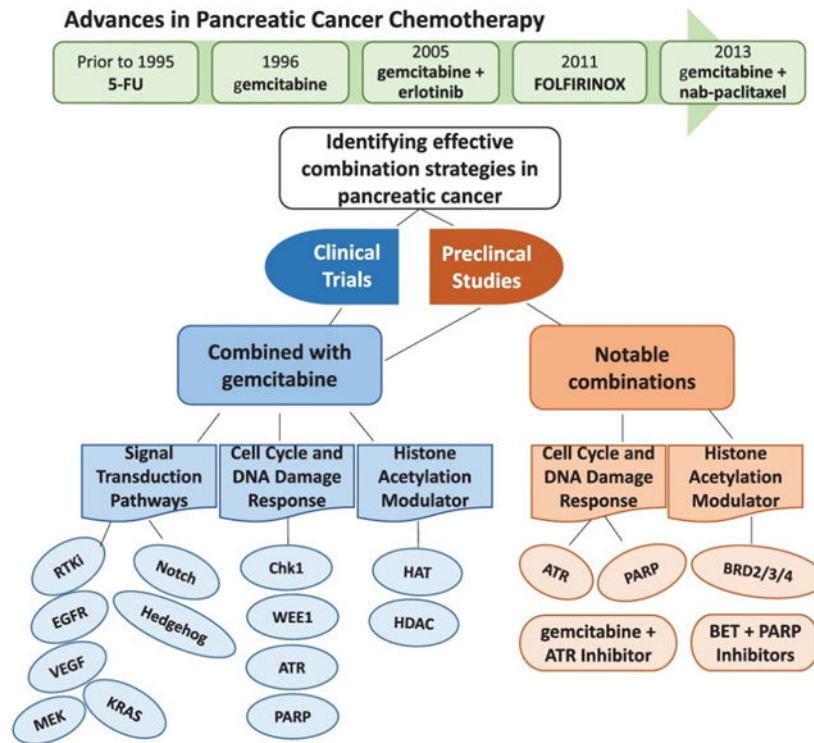 Advances in Pancreatic Cancer Chemotherapy
Prior to 1995
5-FU
1996
gemcitabine
2005
gemcitabine +
erlotinib
2011
FOLFIRINOX
2013
gemcitabine +
nab-paclitaxel
Identifying effective
combination strategies in
pancreatic cancer
Clinical
Trials
Preclincal
Studies
Combined with
gemcitabine
Notable
combinations
Signal
Transduction
Pathways
Cell Cycle and
DNA Damage
Response
Histone
Acetylation
Modulator
Cell Cycle and
DNA Damage
Response
Histone
Acetylation
Modulator
RTKi
Notch
EGFR
Hedgehog
VEGF
MEK
KRAS
Chk1
WEE1
ATR
PARP
HAT
HDAC
ATR
PARP
BRD2/3/4
gemcitabine +
ATR Inhibitor
BET + PARP
Inhibitors